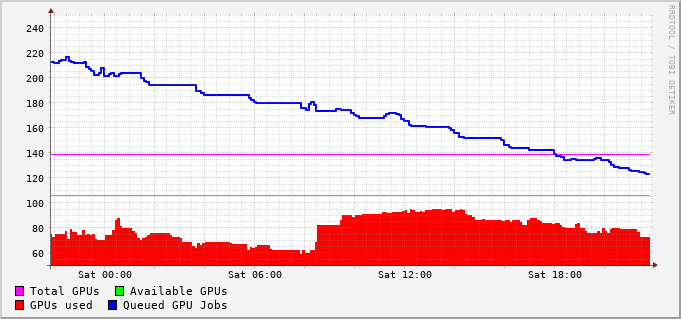 240
220
200
180
160
140
120
100
80
60
Sat 00:00 Sat 06:00 Sat 12:00 Sat 18:00
Total GPUs Available GPUs
GPUs used Queued GPU Jobs
RRDTOOL / TOBI OETIKER